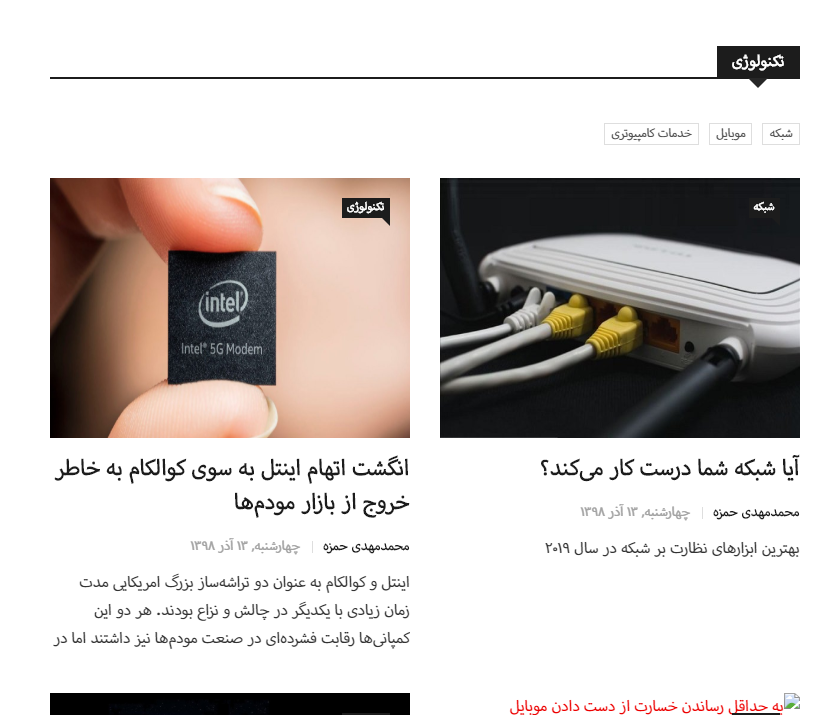 تکنولوژی
شبکه
موبایل
خدمات کامپیوتری
شبکه
آیا شبکه شما درست کار می‌کند؟
محمدمهدی حمزه
چهارشنبه, ۱۳ آذر ۱۳۹۸
بهترین ابزارهای نظارت بر شبکه در سال ۲۰۱۹
تکنولوژی
intel
Intel® 5G Modem
انگشت اتهام اینتل به سوی کوالکام به خاطر
خروج از بازار مودم‌ها
محمدمهدی حمزه
چهارشنبه, ۱۳ آذر ۱۳۹۸
اینتل و کوالکام به عنوان دو تراشه‌ساز بزرگ امریکایی مدت
زمان زیادی با یکدیگر در چالش و نزاع بودند. هر دو این
کمپانی‌ها رقابت فشرده‌ای در صنعت مودم‌ها نیز داشتند اما در
به حداقل رساندن خسارت از دست دادن موبایل